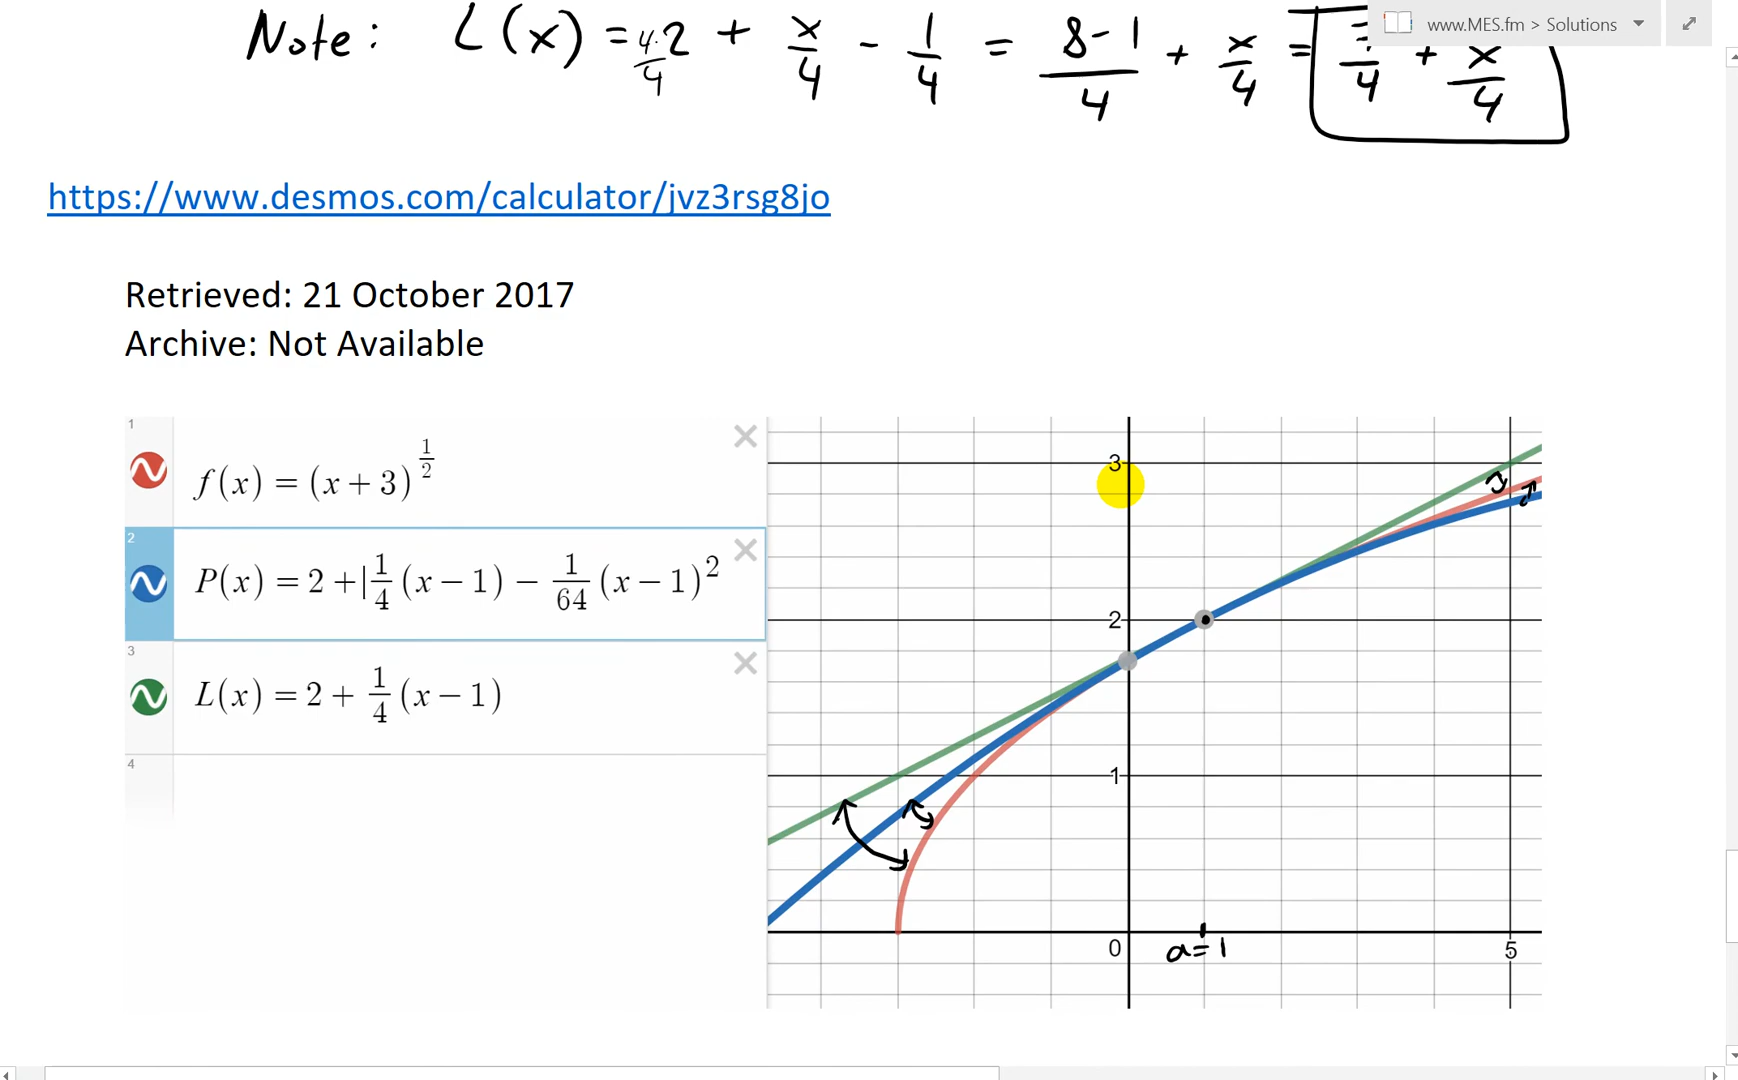 Note: L(x) = 4·2/4 + x/4 - 1/4 = 8-1/4 + x/4 = 7/4 + x/4
www.MES.fm > Solutions
https://www.desmos.com/calculator/jvz3rsg8jo
Retrieved: 21 October 2017
Archive: Not Available
1
f(x) = (x + 3)^(1/2)
2
P(x) = 2 + 1/4 (x - 1) - 1/64 (x - 1)^2
3
L(x) = 2 + 1/4 (x - 1)
4
3
2
1
0
a=1
5